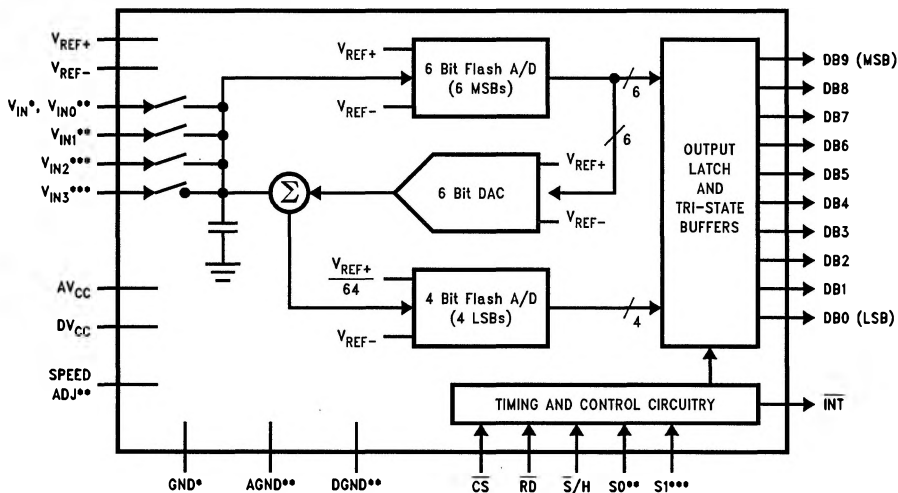 VREF+
VREF-
VIN*, VIN0**
VIN1**
VIN2***
VIN3***
AVCC
DVCC
SPEED
ADJ**
VREF+
VREF-
6 Bit Flash A/D
(6 MSBs)
6
6
Σ
6 Bit DAC
VREF+
VREF-
VREF+
64
VREF-
4 Bit Flash A/D
(4 LSBs)
4
OUTPUT
LATCH
AND
TRI-STATE
BUFFERS
DB9 (MSB)
DB8
DB7
DB6
DB5
DB4
DB3
DB2
DB1
DB0 (LSB)
TIMING AND CONTROL CIRCUITRY
INT
GND*
AGND**
DGND**
CS
RD
S/H
S0**
S1***